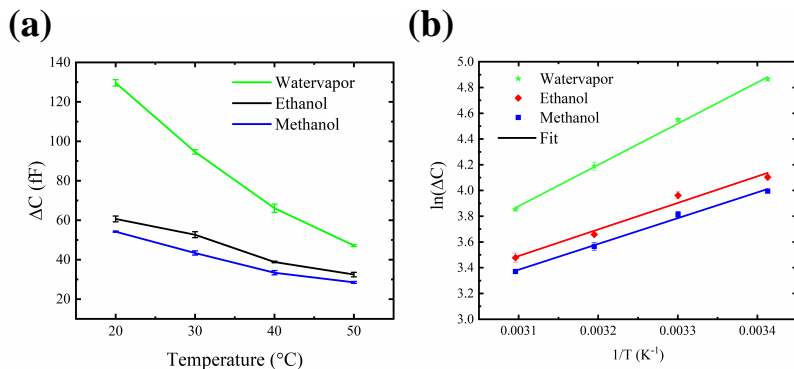 (a)
140
120
100
80
60
40
20
20
30
40
50
ΔC (fF)
Temperature (°C)
Watervapor
Ethanol
Methanol
(b)
5.0
4.8
4.6
4.4
4.2
4.0
3.8
3.6
3.4
3.2
3.0
0.0031
0.0032
0.0033
0.0034
ln(ΔC)
1/T (K⁻¹)
Watervapor
Ethanol
Methanol
Fit